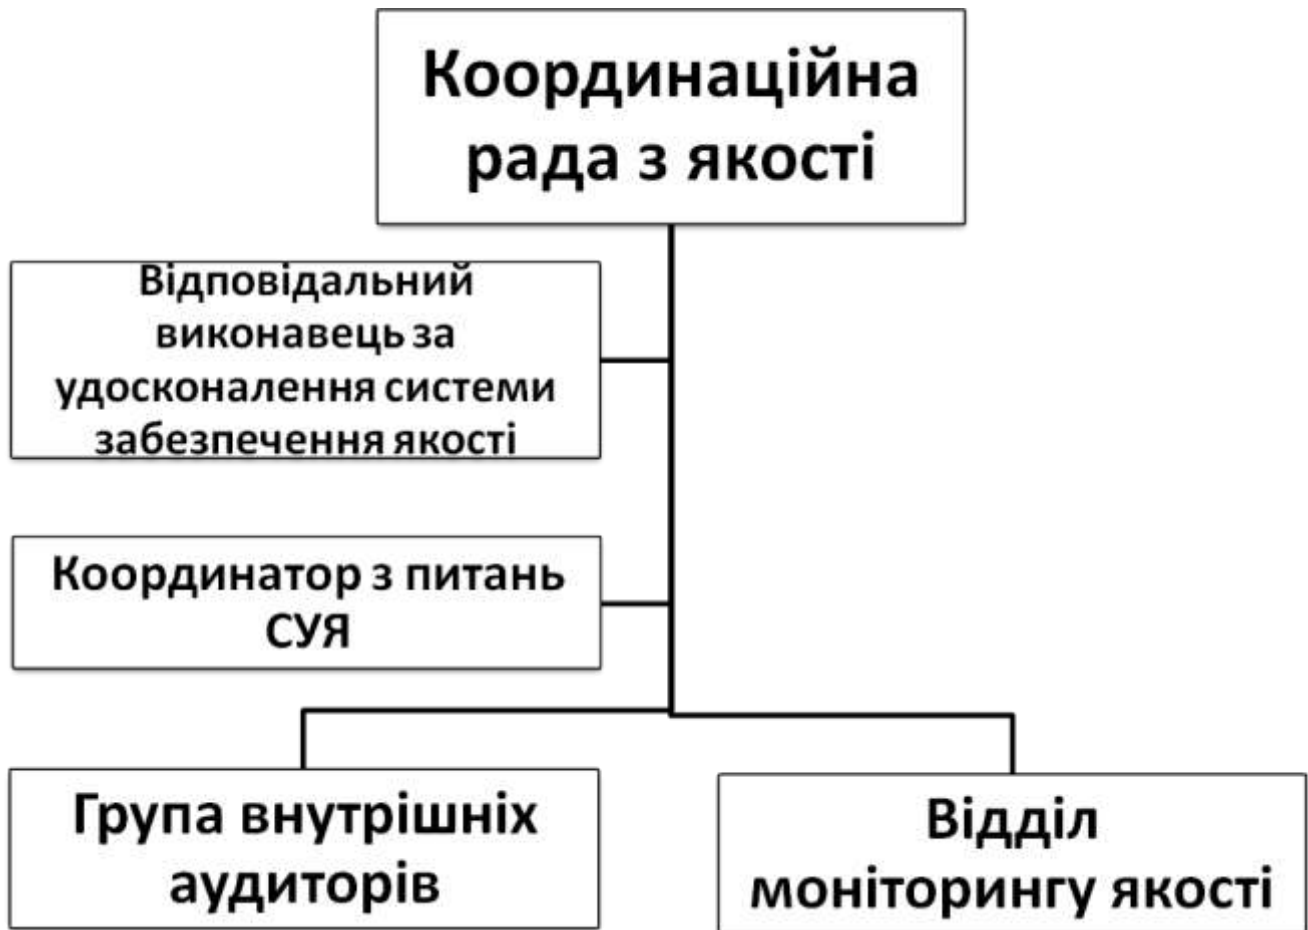 Координаційна
рада з якості
Відповідальний
виконавець за
удосконалення системи
забезпечення якості
Координатор з питань
СУЯ
Група внутрішніх
аудиторів
Відділ
моніторингу якості